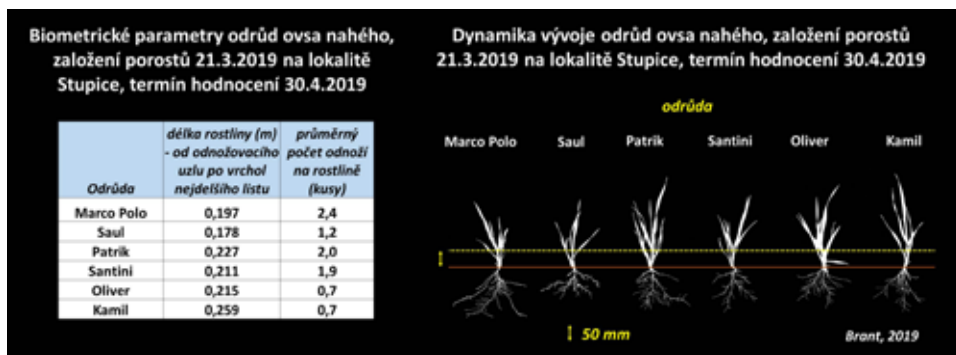 Biometrické parametry odrůd ovsa nahého,
založení porostů 21.3.2019 na lokalitě
Stupice, termín hodnocení 30.4.2019
Odrůda | délka rostliny (m) - od odnožovacího uzlu po vrchol nejdelšího listu | průměrný počet odnoží na rostlině (kusy)
Marco Polo 0,197 2,4
Saul 0,178 1,2
Patrik 0,227 2,0
Santini 0,211 1,9
Oliver 0,215 0,7
Kamil 0,259 0,7
Dynamika vývoje odrůd ovsa nahého, založení porostů
21.3.2019 na lokalitě Stupice, termín hodnocení 30.4.2019
odrůda
Marco Polo Saul Patrik Santini Oliver Kamil
50 mm
Brant, 2019